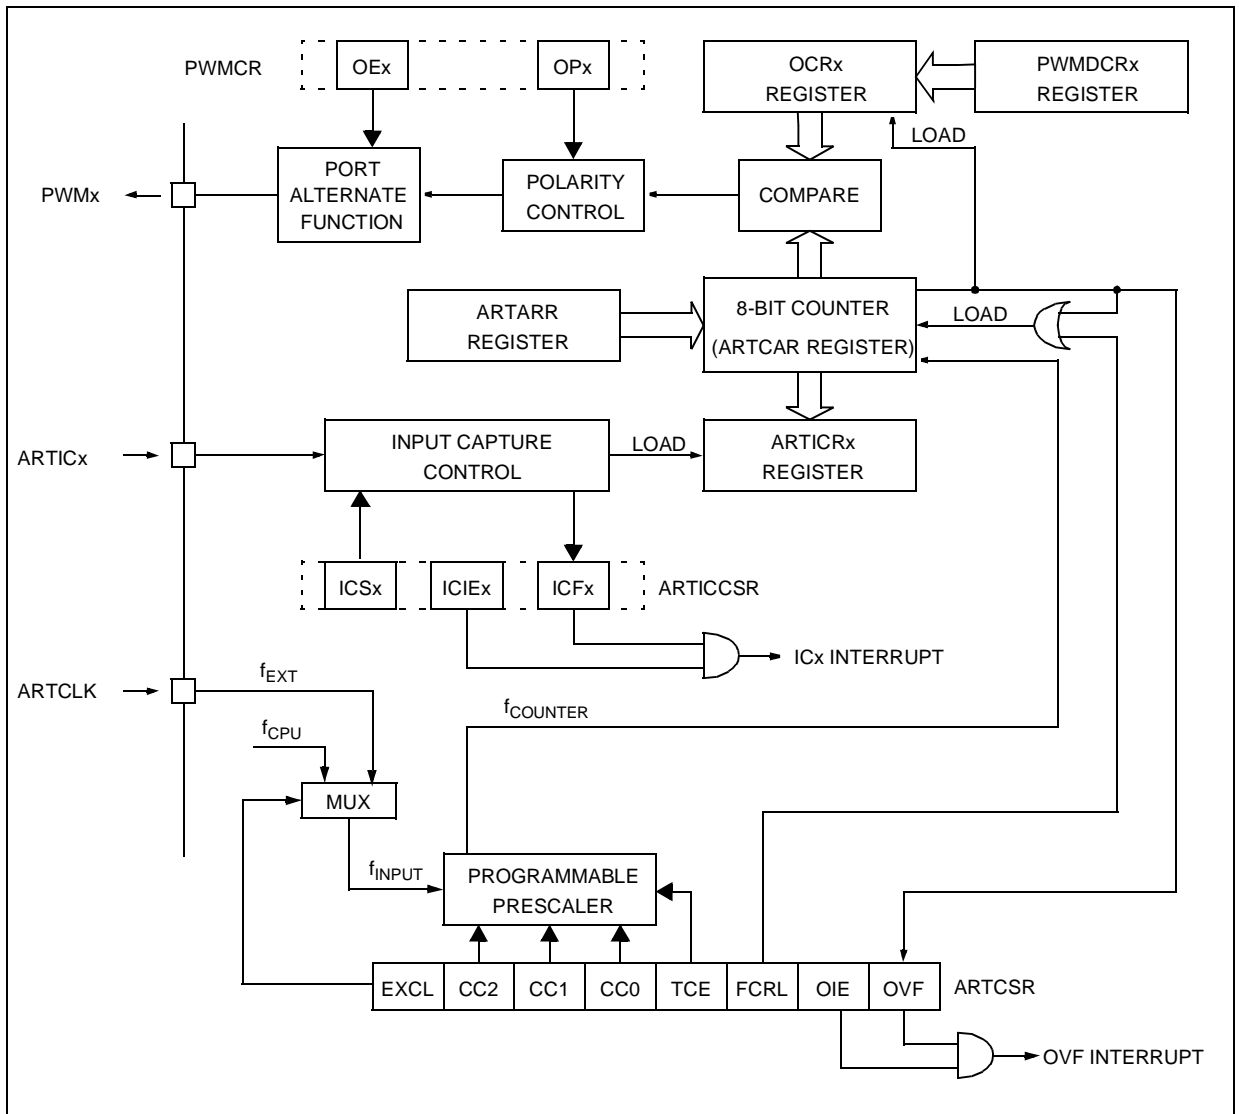 PWMCR
OEx
OPx
OCRx
REGISTER
PWMDCRx
REGISTER
LOAD
PWMx
PORT
ALTERNATE
FUNCTION
POLARITY
CONTROL
COMPARE
ARTARR
REGISTER
8-BIT COUNTER
(ARTCAR REGISTER)
LOAD
ARTICx
INPUT CAPTURE
CONTROL
LOAD
ARTICRx
REGISTER
ICSx
ICIEx
ICFx
ARTICCSR
ICx INTERRUPT
ARTCLK
fEXT
fCPU
fCOUNTER
MUX
fINPUT
PROGRAMMABLE
PRESCALER
EXCL
CC2
CC1
CC0
TCE
FCRL
OIE
OVF
ARTCSR
OVF INTERRUPT